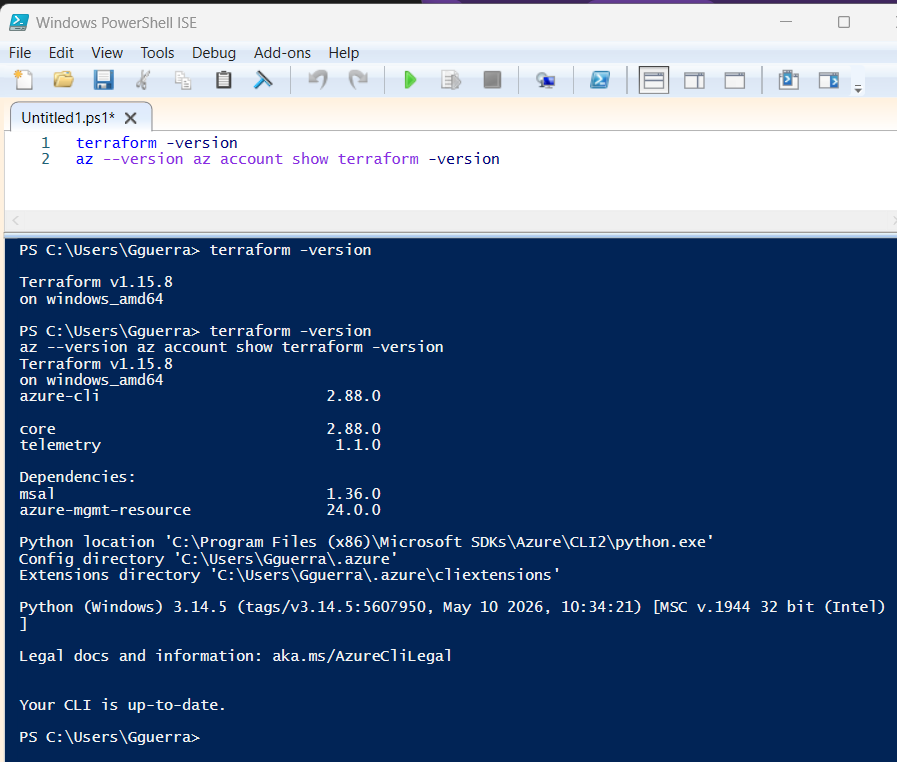 Windows PowerShell ISE
File Edit View Tools Debug Add-ons Help
Untitled1.ps1*
1 terraform -version
2 az --version az account show terraform -version
PS C:\Users\Gguerra> terraform -version
Terraform v1.15.8
on windows_amd64
PS C:\Users\Gguerra> terraform -version
az --version az account show terraform -version
Terraform v1.15.8
on windows_amd64
azure-cli 2.88.0
core 2.88.0
telemetry 1.1.0
Dependencies:
msal 1.36.0
azure-mgmt-resource 24.0.0
Python location 'C:\Program Files (x86)\Microsoft SDKs\Azure\CLI2\python.exe'
Config directory 'C:\Users\Gguerra\.azure'
Extensions directory 'C:\Users\Gguerra\.azure\cliextensions'
Python (Windows) 3.14.5 (tags/v3.14.5:5607950, May 10 2026, 10:34:21) [MSC v.1944 32 bit (Intel)
]
Legal docs and information: aka.ms/AzureCliLegal
Your CLI is up-to-date.
PS C:\Users\Gguerra>